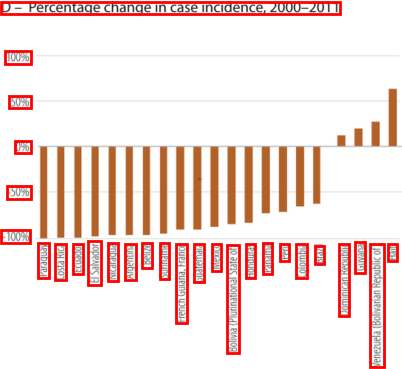 D – Percentage change in case incidence, 2000–2011
100%
50%
0%
-50%
-100%
Paraguay
Costa Rica
Ecuador
El Salvador
Nicaragua
Argentina
Belize
Suriname
French Guiana, France
Guatemala
Mexico
Bolivia (Plurinational State of)
Honduras
Panama
Peru
Colombia
Brazil
Dominican Republic
Guyana
Venezuela (Bolivarian Republic of)
Haiti